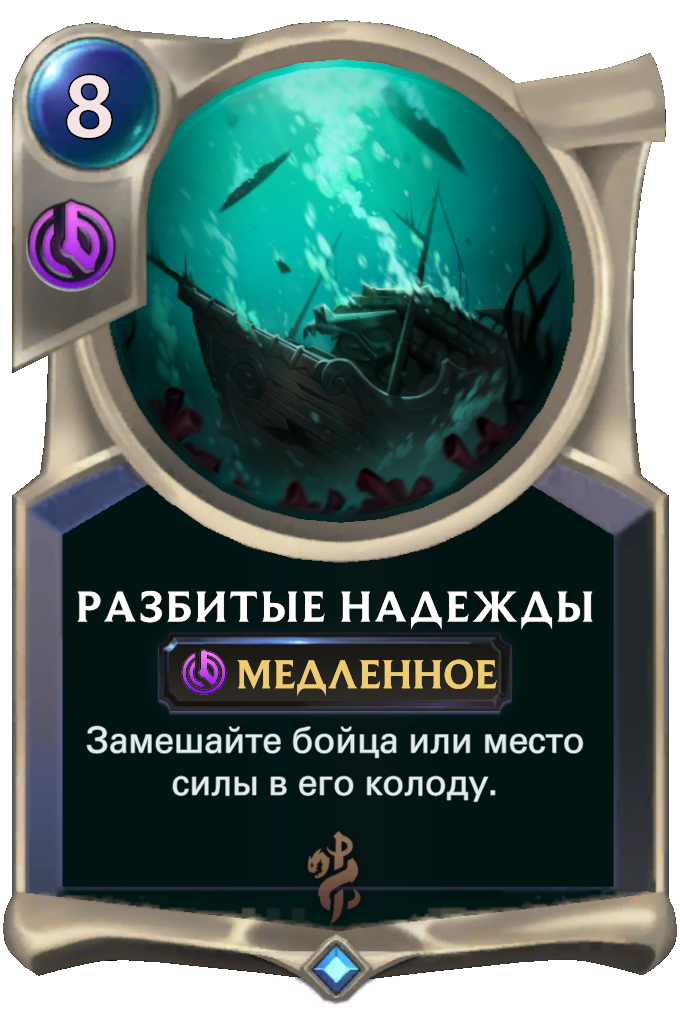 8
РАЗБИТЫЕ НАДЕЖДЫ
МЕДЛЕННОЕ
Замешайте бойца или место
силы в его колоду.